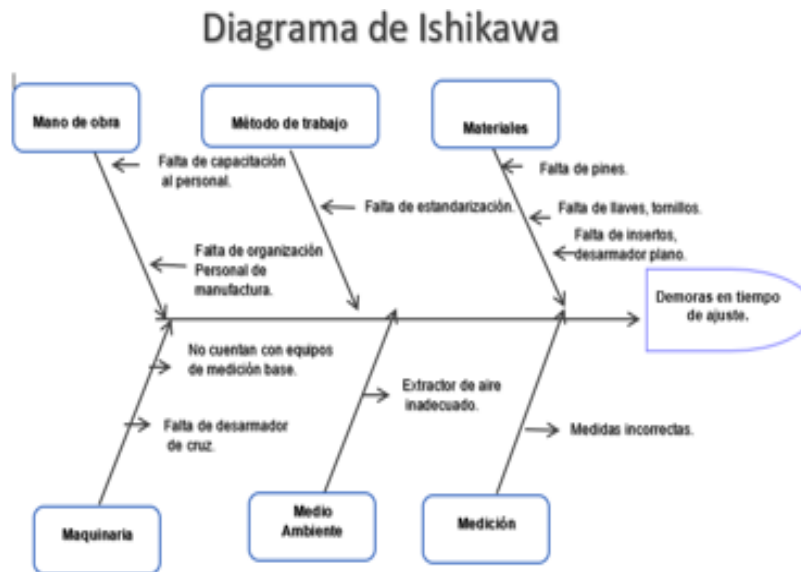 Diagrama de Ishikawa
Mano de obra
Método de trabajo
Materiales
Falta de capacitación
al personal.
Falta de pines.
Falta de estandarización.
Falta de llaves, tornillos.
Falta de insertos,
desarmador plano.
Falta de organización
Personal de
manufactura.
Demoras en tiempo
de ajuste.
No cuentan con equipos
de medición base.
Extractor de aire
inadecuado.
Falta de desarmador
de cruz.
Medidas incorrectas.
Maquinaria
Medio
Ambiente
Medición